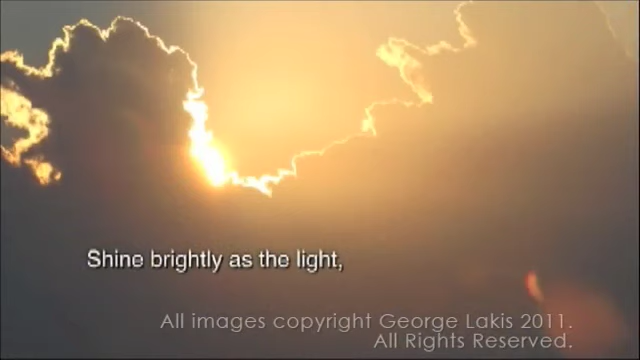 Shine brightly as the light,
All images copyright George Lakis 2011.
All Rights Reserved.